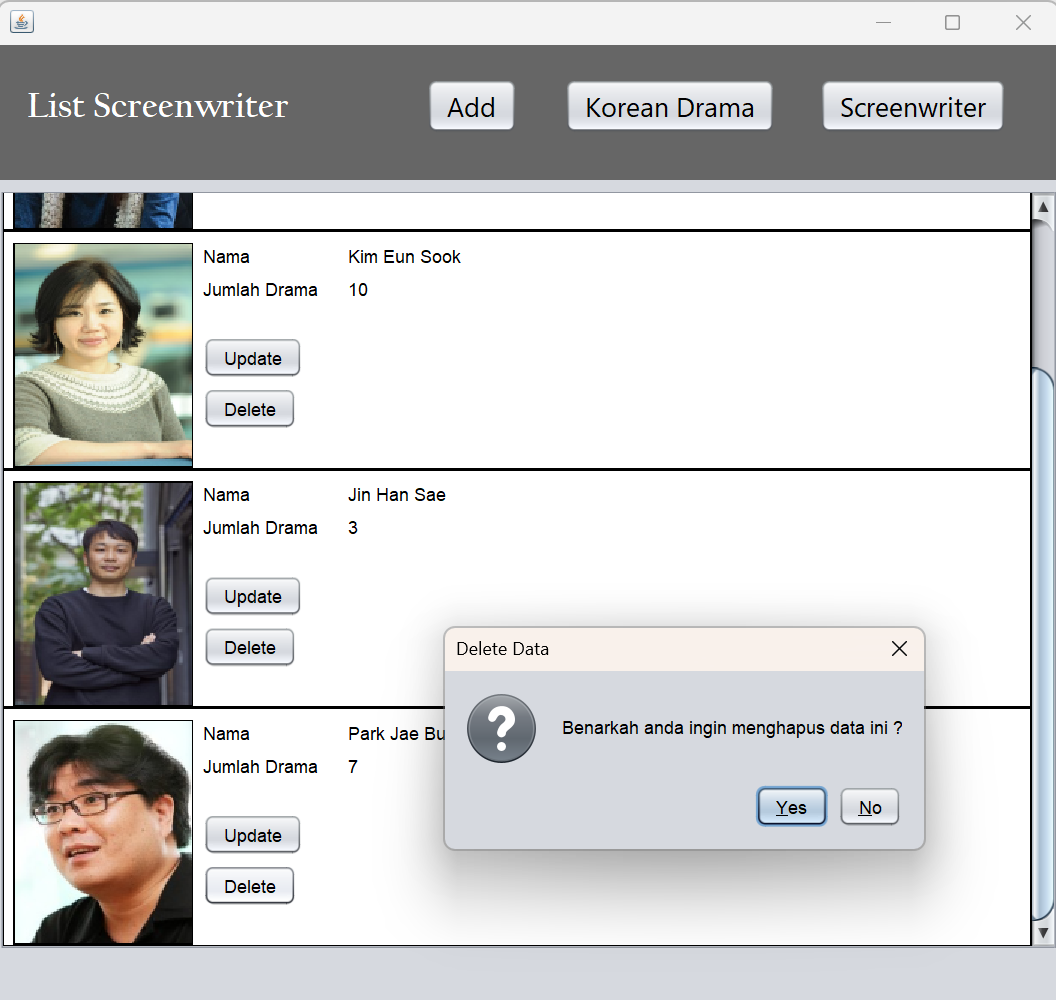 List Screenwriter
Add
Korean Drama
Screenwriter
Nama Kim Eun Sook
Jumlah Drama 10
Update
Delete
Nama Jin Han Sae
Jumlah Drama 3
Update
Delete
Nama Park Jae Bu
Jumlah Drama 7
Update
Delete
Delete Data
Benarkah anda ingin menghapus data ini ?
Yes
No